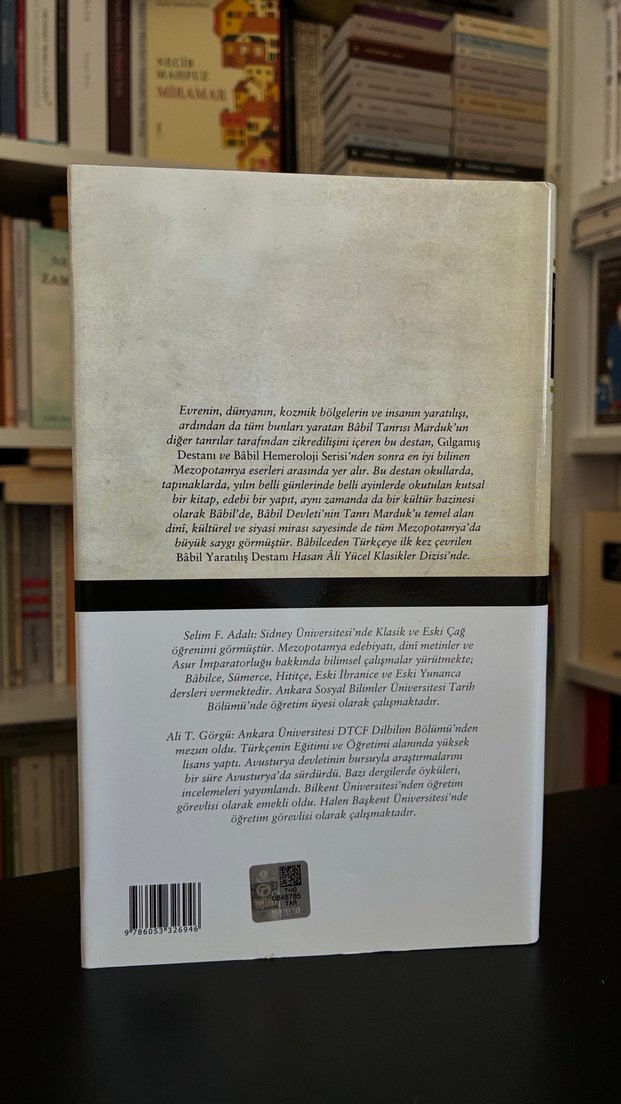 NECİB
MAHFUZ
MİRAMAR
Evrenin, dünyanın, kozmik bölgelerin ve insanın yaratılışı,
ardından da tüm bunları yaratan Bâbil Tanrısı Marduk'un
diğer tanrılar tarafından zikredilişini içeren bu destan, Gılgamış
Destanı ve Bâbil Hemeroloji Serisi'nden sonra en iyi bilinen
Mezopotamya eserleri arasında yer alır. Bu destan okullarda,
tapınaklarda, yılın belli günlerinde belli ayinlerde okutulan kutsal
bir kitap, edebi bir yapıt, aynı zamanda da bir kültür hazinesi
olarak Bâbil'de, Bâbil Devleti'nin Tanrı Marduk'u temel alan
dinî, kültürel ve siyasi mirası sayesinde de tüm Mezopotamya'da
büyük saygı görmüştür. Bâbilceden Türkçeye ilk kez çevrilen
Bâbil Yaratılış Destanı Hasan Âli Yücel Klasikler Dizisi'nde.
Selim F. Adalı: Sidney Üniversitesi'nde Klasik ve Eski Çağ
öğrenimi görmüştür. Mezopotamya edebiyatı, dinî metinler ve
Asur İmparatorluğu hakkında bilimsel çalışmalar yürütmekte;
Bâbilce, Sümerce, Hititçe, Eski İbranice ve Eski Yunanca
dersleri vermektedir. Ankara Sosyal Bilimler Üniversitesi Tarih
Bölümü'nde öğretim üyesi olarak çalışmaktadır.
Ali T. Görgü: Ankara Üniversitesi DTCF Dilbilim Bölümü'nden
mezun oldu. Türkçenin Eğitimi ve Öğretimi alanında yüksek
lisans yaptı. Avusturya devletinin bursuyla araştırmalarını
bir süre Avusturya'da sürdürdü. Bazı dergilerde öyküleri,
incelemeleri yayımlandı. Bilkent Üniversitesi'nden öğretim
görevlisi olarak emekli oldu. Halen Başkent Üniversitesi'nde
öğretim görevlisi olarak çalışmaktadır.
9 786053 326946
THG
0848765
TAR